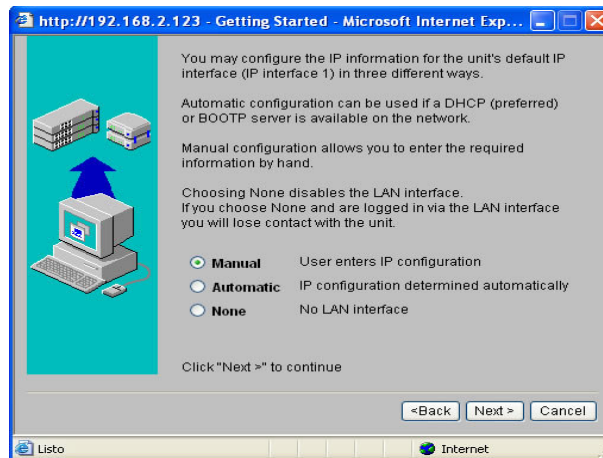 http://192.168.2.123 - Getting Started - Microsoft Internet Exp...
You may configure the IP information for the unit's default IP
interface (IP interface 1) in three different ways.
Automatic configuration can be used if a DHCP (preferred)
or BOOTP server is available on the network.
Manual configuration allows you to enter the required
information by hand.
Choosing None disables the LAN interface.
If you choose None and are logged in via the LAN interface
you will lose contact with the unit.
Manual User enters IP configuration
Automatic IP configuration determined automatically
None No LAN interface
Click "Next >" to continue
<Back Next > Cancel
Listo Internet